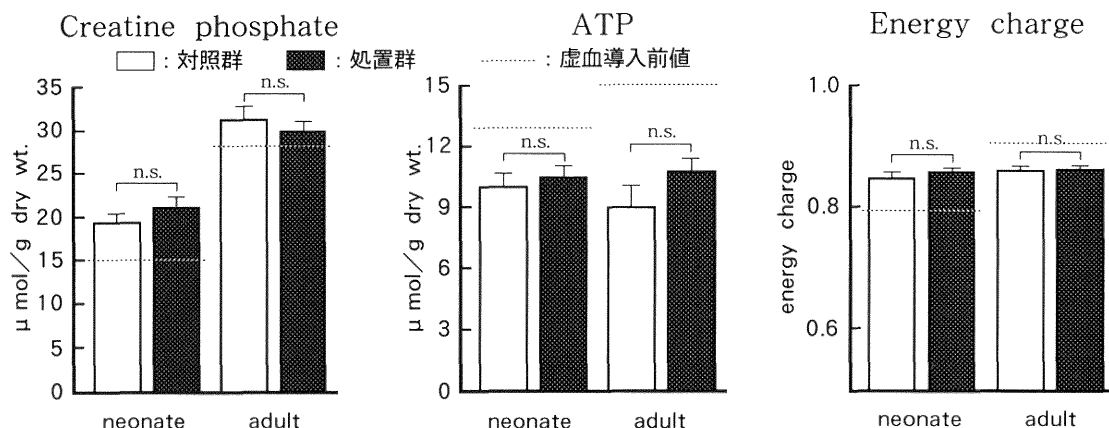 Creatine phosphate
ATP
Energy charge
: 対照群
: 処置群
: 虚血導入前値
μ mol/g dry wt.
35
30
25
20
15
10
5
0
n.s.
n.s.
neonate
adult
μ mol/g dry wt.
15
12
9
6
3
0
n.s.
n.s.
neonate
adult
energy charge
1.0
0.8
0.6
n.s.
n.s.
neonate
adult